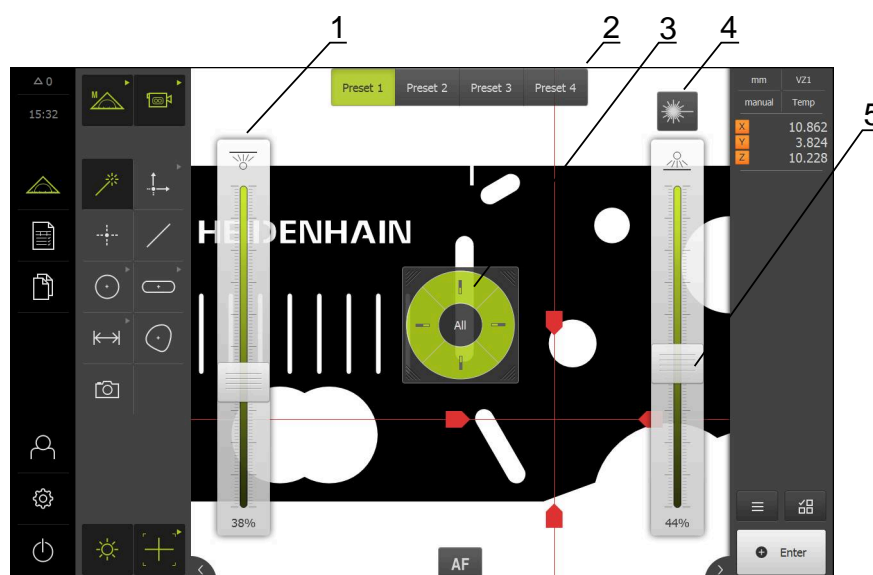 1
2
3
4
5
△ 0
15:32
M
Preset 1 Preset 2 Preset 3 Preset 4
mm VZ1
manual Temp
X 10.862
Y 3.824
Z 10.228
HEIDENHAIN
All
38%
44%
AF
Enter